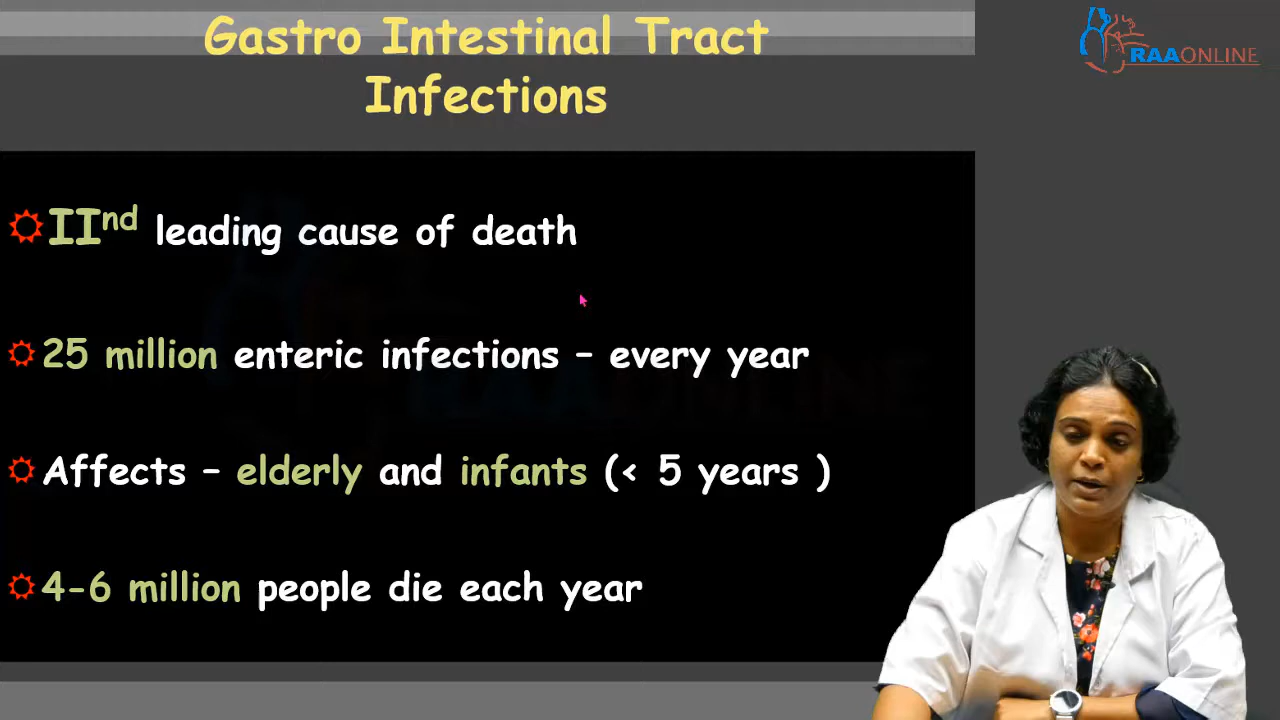 Gastro Intestinal Tract
Infections
RAAONLINE
IInd leading cause of death
25 million enteric infections – every year
Affects – elderly and infants (< 5 years )
4-6 million people die each year